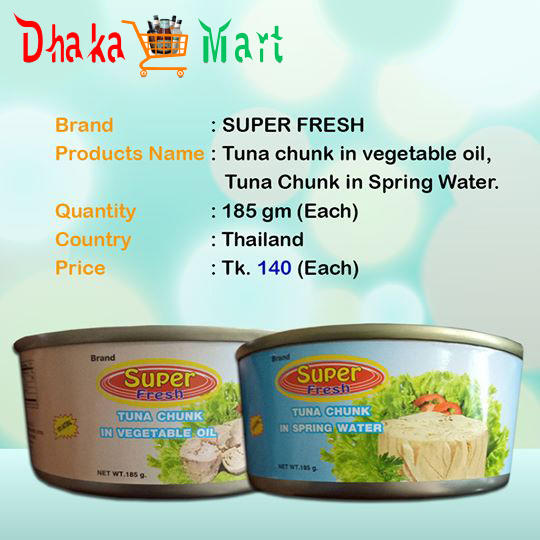 Dhaka Mart
Brand : SUPER FRESH
Products Name : Tuna chunk in vegetable oil,
Tuna Chunk in Spring Water.
Quantity : 185 gm (Each)
Country : Thailand
Price : Tk. 140 (Each)
Brand
Super
Fresh
TUNA CHUNK
IN VEGETABLE OIL
NET WT.185 g.
Brand
Super
Fresh
TUNA CHUNK
IN SPRING WATER
NET WT.185 g.